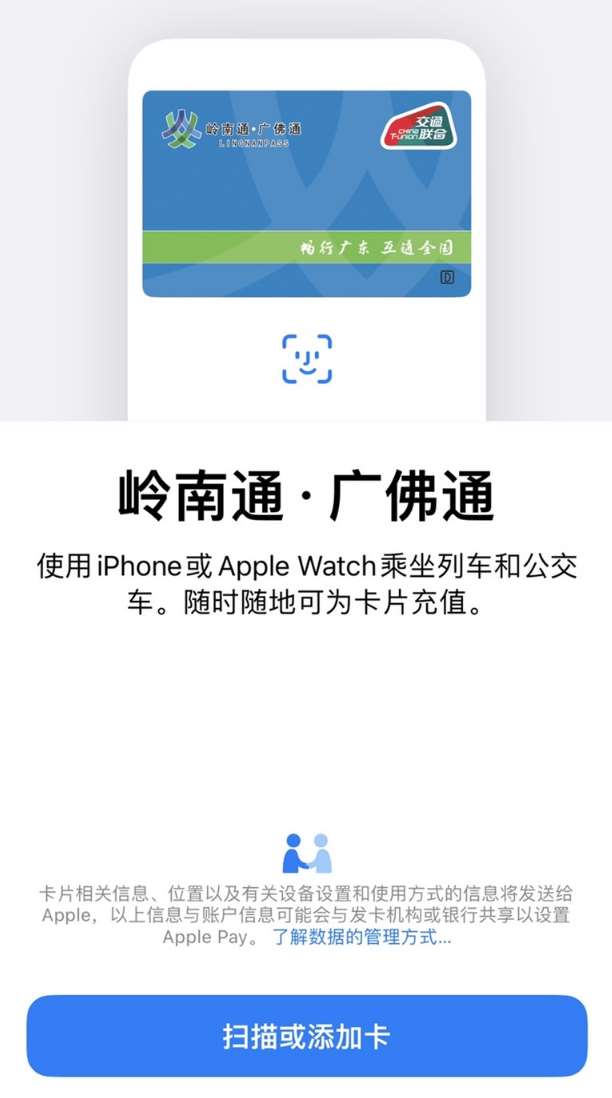 岭南通·广佛通
LINGNANPASS
交通
CHINA
T-UNION 联合
畅行广东 互通全国
D
岭南通·广佛通
使用 iPhone 或 Apple Watch 乘坐列车和公交
车。随时随地可为卡片充值。
卡片相关信息、位置以及有关设备设置和使用方式的信息将发送给
Apple，以上信息与账户信息可能会与发卡机构或银行共享以设置
Apple Pay。 了解数据的管理方式...
扫描或添加卡